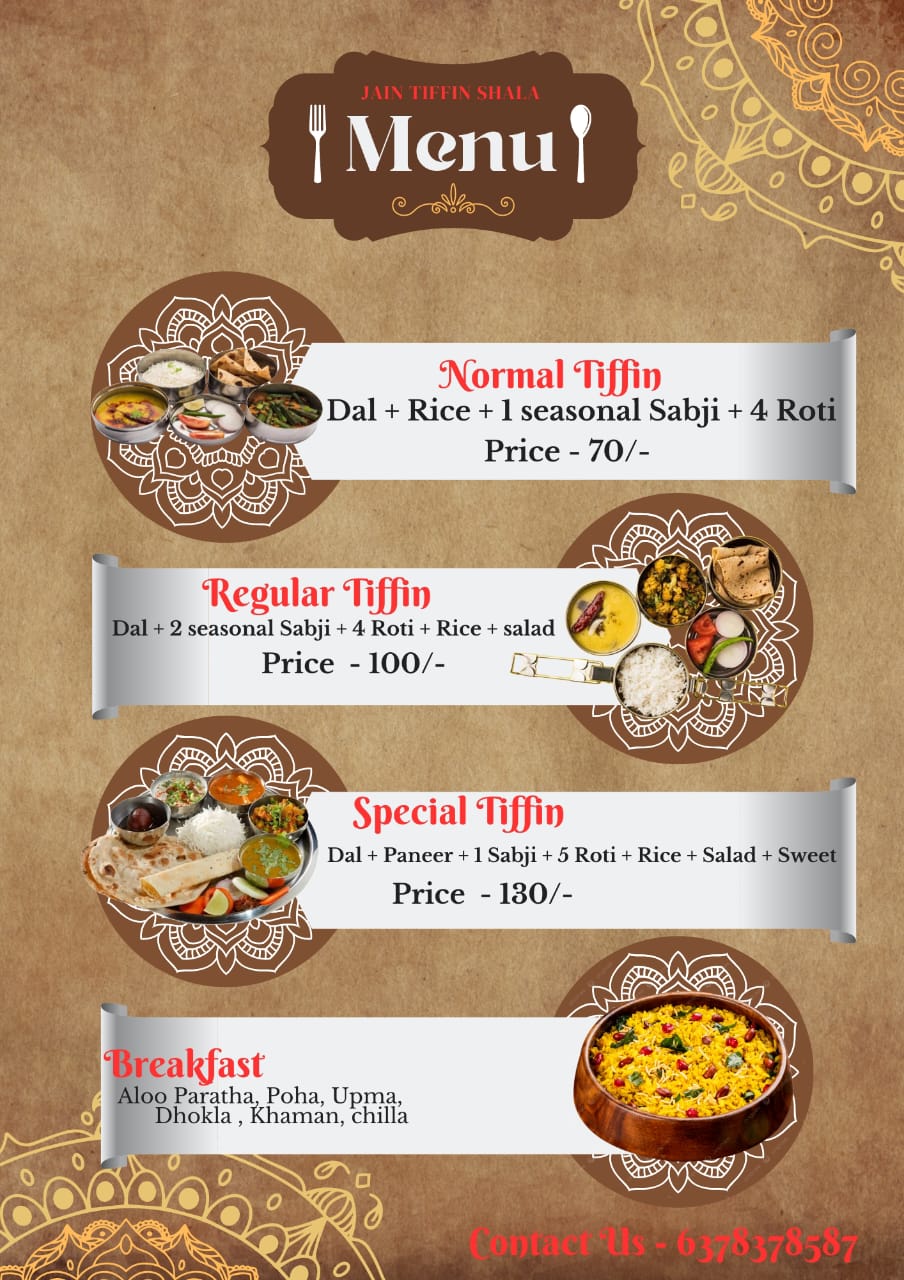 JAIN TIFFIN SHALA
Menu
Normal Tiffin
Dal + Rice + 1 seasonal Sabji + 4 Roti
Price - 70/-
Regular Tiffin
Dal + 2 seasonal Sabji + 4 Roti + Rice + salad
Price - 100/-
Special Tiffin
Dal + Paneer + 1 Sabji + 5 Roti + Rice + Salad + Sweet
Price - 130/-
Breakfast
Aloo Paratha, Poha, Upma,
Dhokla , Khaman, chilla
Contact Us - 6378378587